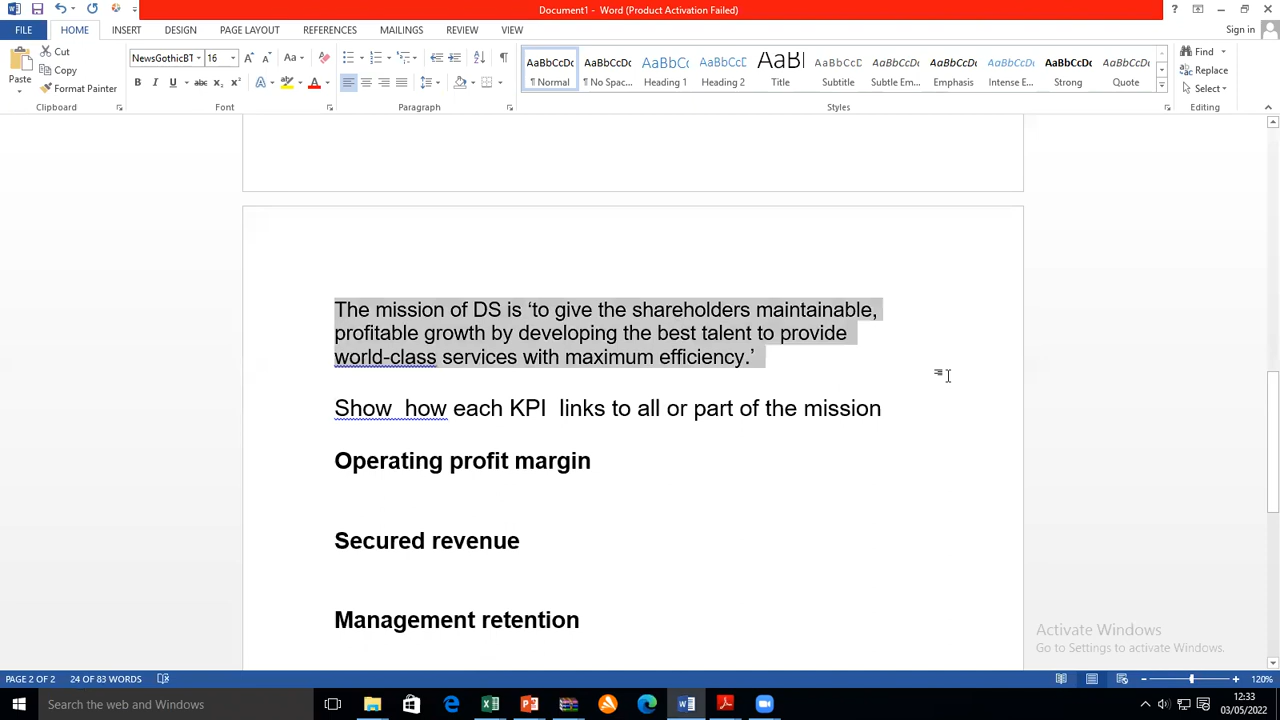 Document1 - Word (Product Activation Failed)
FILE HOME INSERT DESIGN PAGE LAYOUT REFERENCES MAILINGS REVIEW VIEW Sign in
Paste Cut Copy Format Painter Clipboard
NewsGothicBT 16 Aa Font
Paragraph
AaBbCcDc AaBbCcDc AaBbCc AaBbCcC AaBl AaBbCcC AaBbCcDc AaBbCcDc AaBbCcDc AaBbCcDc AaBbCcDc
¶ Normal ¶ No Spac... Heading 1 Heading 2 Title Subtitle Subtle Em... Emphasis Intense E... Strong Quote
Styles
Find Replace Select Editing
The mission of DS is ‘to give the shareholders maintainable,
profitable growth by developing the best talent to provide
world-class services with maximum efficiency.’
Show  how each KPI  links to all or part of the mission
Operating profit margin
Secured revenue
Management retention
Activate Windows
Go to Settings to activate Windows.
PAGE 2 OF 2 24 OF 83 WORDS 120%
Search the web and Windows
12:33
03/05/2022